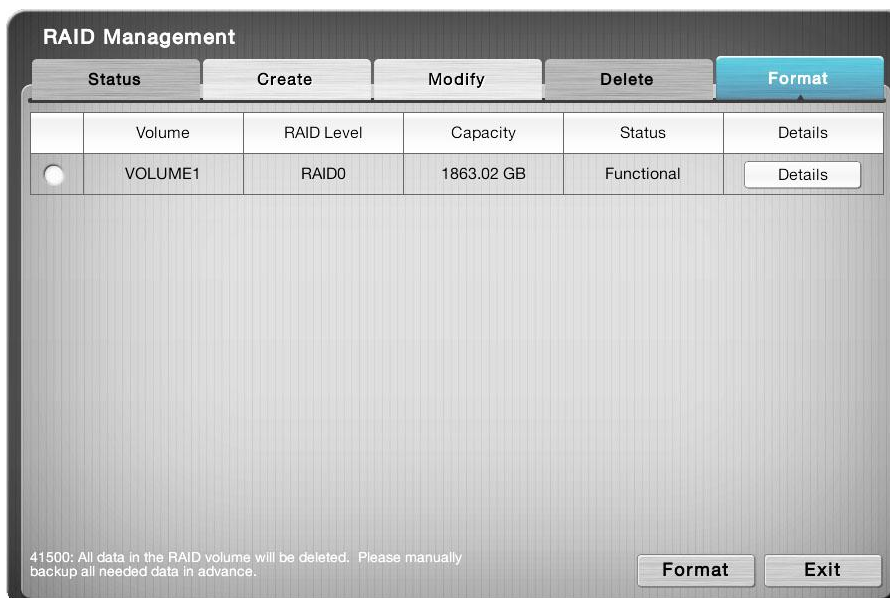 RAID Management
Status Create Modify Delete Format
Volume RAID Level Capacity Status Details
VOLUME1 RAID0 1863.02 GB Functional Details
41500: All data in the RAID volume will be deleted. Please manually
backup all needed data in advance.
Format Exit